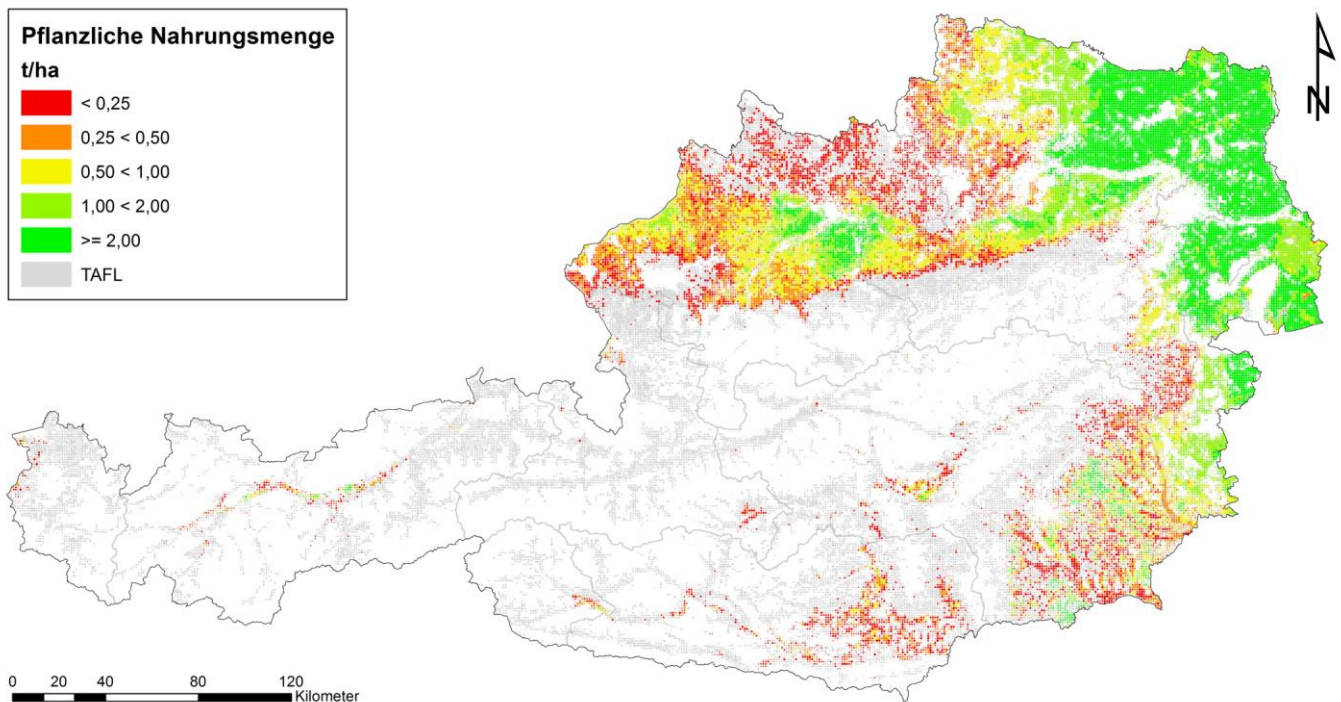 Pflanzliche Nahrungsmenge
t/ha
< 0,25
0,25 < 0,50
0,50 < 1,00
1,00 < 2,00
>= 2,00
TAFL
N
0 20 40 80 120
Kilometer